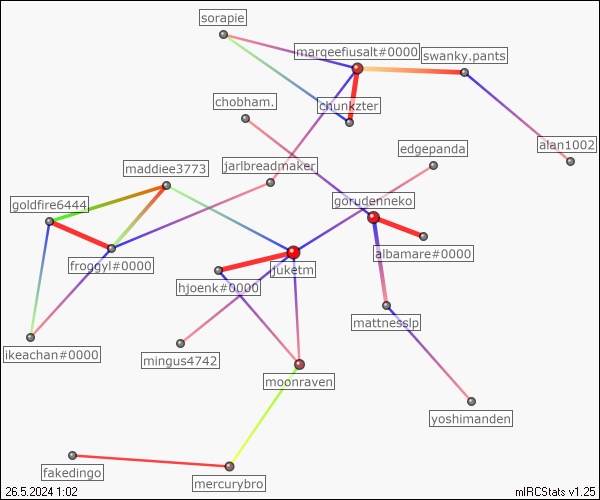 sorapie
marqeefiusalt#0000
swanky.pants
chobham.
chunkzter
alan1002
edgepanda
maddiee3773
jarlbreadmaker
goldfire6444
gorudenneko
froggyl#0000
albamare#0000
juketm
hjoenk#0000
mattnesslp
ikeachan#0000
mingus4742
moonraven
yoshimanden
fakedingo
mercurybro
26.5.2024 1:02
mIRCStats v1.25